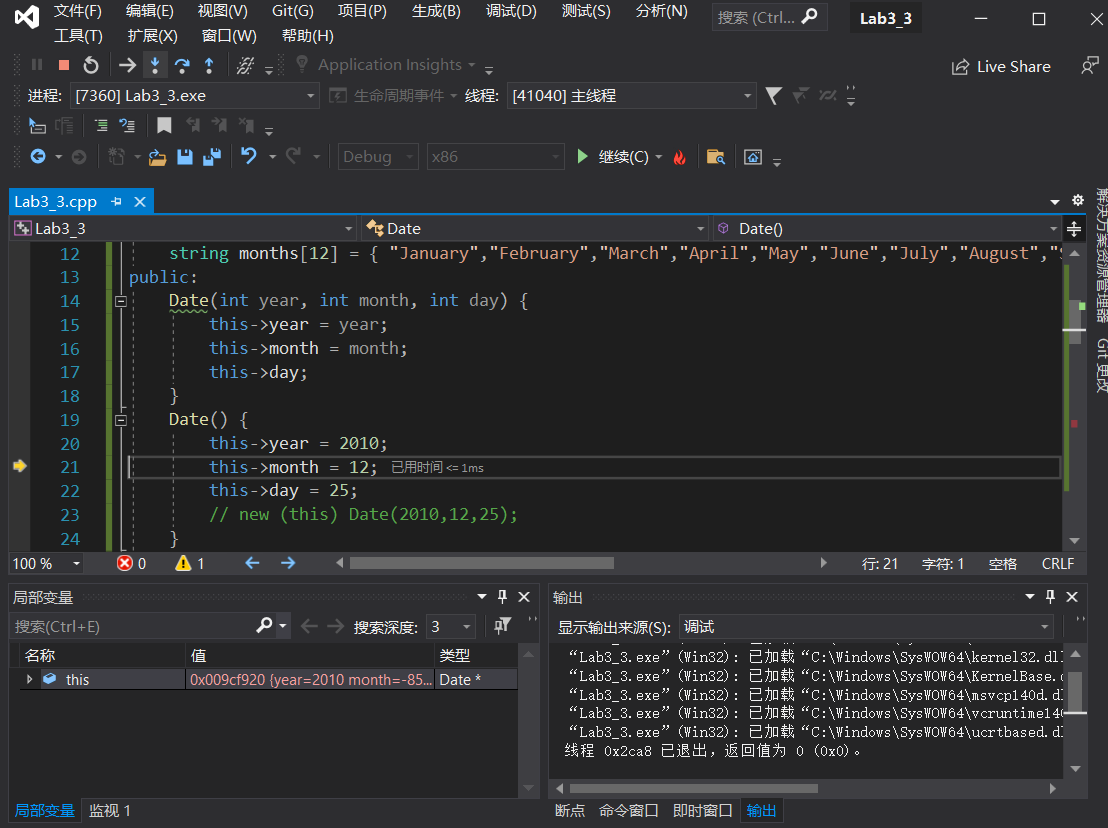 文件(F) 编辑(E) 视图(V) Git(G) 项目(P) 生成(B) 调试(D) 测试(S) 分析(N) 搜索 (Ctrl... Lab3_3
工具(T) 扩展(X) 窗口(W) 帮助(H)
Application Insights Live Share
进程: [7360] Lab3_3.exe 生命周期事件 线程: [41040] 主线程
Debug x86 继续(C)
Lab3_3.cpp
Lab3_3 Date Date()
12 string months[12] = { "January","February","March","April","May","June","July","August","
13 public:
14 Date(int year, int month, int day) {
15 this->year = year;
16 this->month = month;
17 this->day;
18 }
19 Date() {
20 this->year = 2010;
21 this->month = 12; 已用时间 <= 1ms
22 this->day = 25;
23 // new (this) Date(2010,12,25);
24 }
100 % 0 1 行: 21 字符: 1 空格 CRLF
解决方案资源管理器
Git 更改
局部变量
搜索(Ctrl+E) 搜索深度: 3
名称 值 类型
this 0x009cf920 {year=2010 month=-85... Date *
局部变量 监视 1
输出
显示输出来源(S): 调试
“Lab3_3.exe”(Win32): 已加载“C:\Windows\SysWOW64\kernel32.dl
“Lab3_3.exe”(Win32): 已加载“C:\Windows\SysWOW64\KernelBase.
“Lab3_3.exe”(Win32): 已加载“C:\Windows\SysWOW64\msvcp140d.d
“Lab3_3.exe”(Win32): 已加载“C:\Windows\SysWOW64\vcruntime14
“Lab3_3.exe”(Win32): 已加载“C:\Windows\SysWOW64\ucrtbased.d
线程 0x2ca8 已退出，返回值为 0 (0x0)。
断点 命令窗口 即时窗口 输出